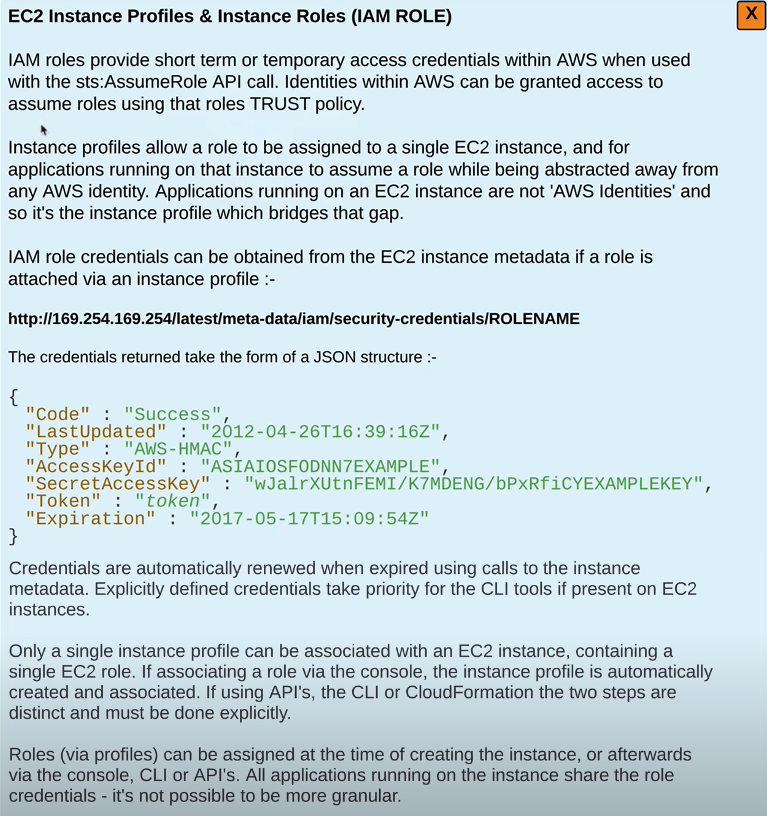 EC2 Instance Profiles & Instance Roles (IAM ROLE)
X
IAM roles provide short term or temporary access credentials within AWS when used
with the sts:AssumeRole API call. Identities within AWS can be granted access to
assume roles using that roles TRUST policy.
Instance profiles allow a role to be assigned to a single EC2 instance, and for
applications running on that instance to assume a role while being abstracted away from
any AWS identity. Applications running on an EC2 instance are not 'AWS Identities' and
so it's the instance profile which bridges that gap.
IAM role credentials can be obtained from the EC2 instance metadata if a role is
attached via an instance profile :-
http://169.254.169.254/latest/meta-data/iam/security-credentials/ROLENAME
The credentials returned take the form of a JSON structure :-
{
"Code" : "Success",
"LastUpdated" : "2012-04-26T16:39:16Z",
"Type" : "AWS-HMAC",
"AccessKeyId" : "ASIAIOSFODNN7EXAMPLE",
"SecretAccessKey" : "wJalrXUtnFEMI/K7MDENG/bPxRfiCYEXAMPLEKEY",
"Token" : "token",
"Expiration" : "2017-05-17T15:09:54Z"
}
Credentials are automatically renewed when expired using calls to the instance
metadata. Explicitly defined credentials take priority for the CLI tools if present on EC2
instances.
Only a single instance profile can be associated with an EC2 instance, containing a
single EC2 role. If associating a role via the console, the instance profile is automatically
created and associated. If using API's, the CLI or CloudFormation the two steps are
distinct and must be done explicitly.
Roles (via profiles) can be assigned at the time of creating the instance, or afterwards
via the console, CLI or API's. All applications running on the instance share the role
credentials - it's not possible to be more granular.